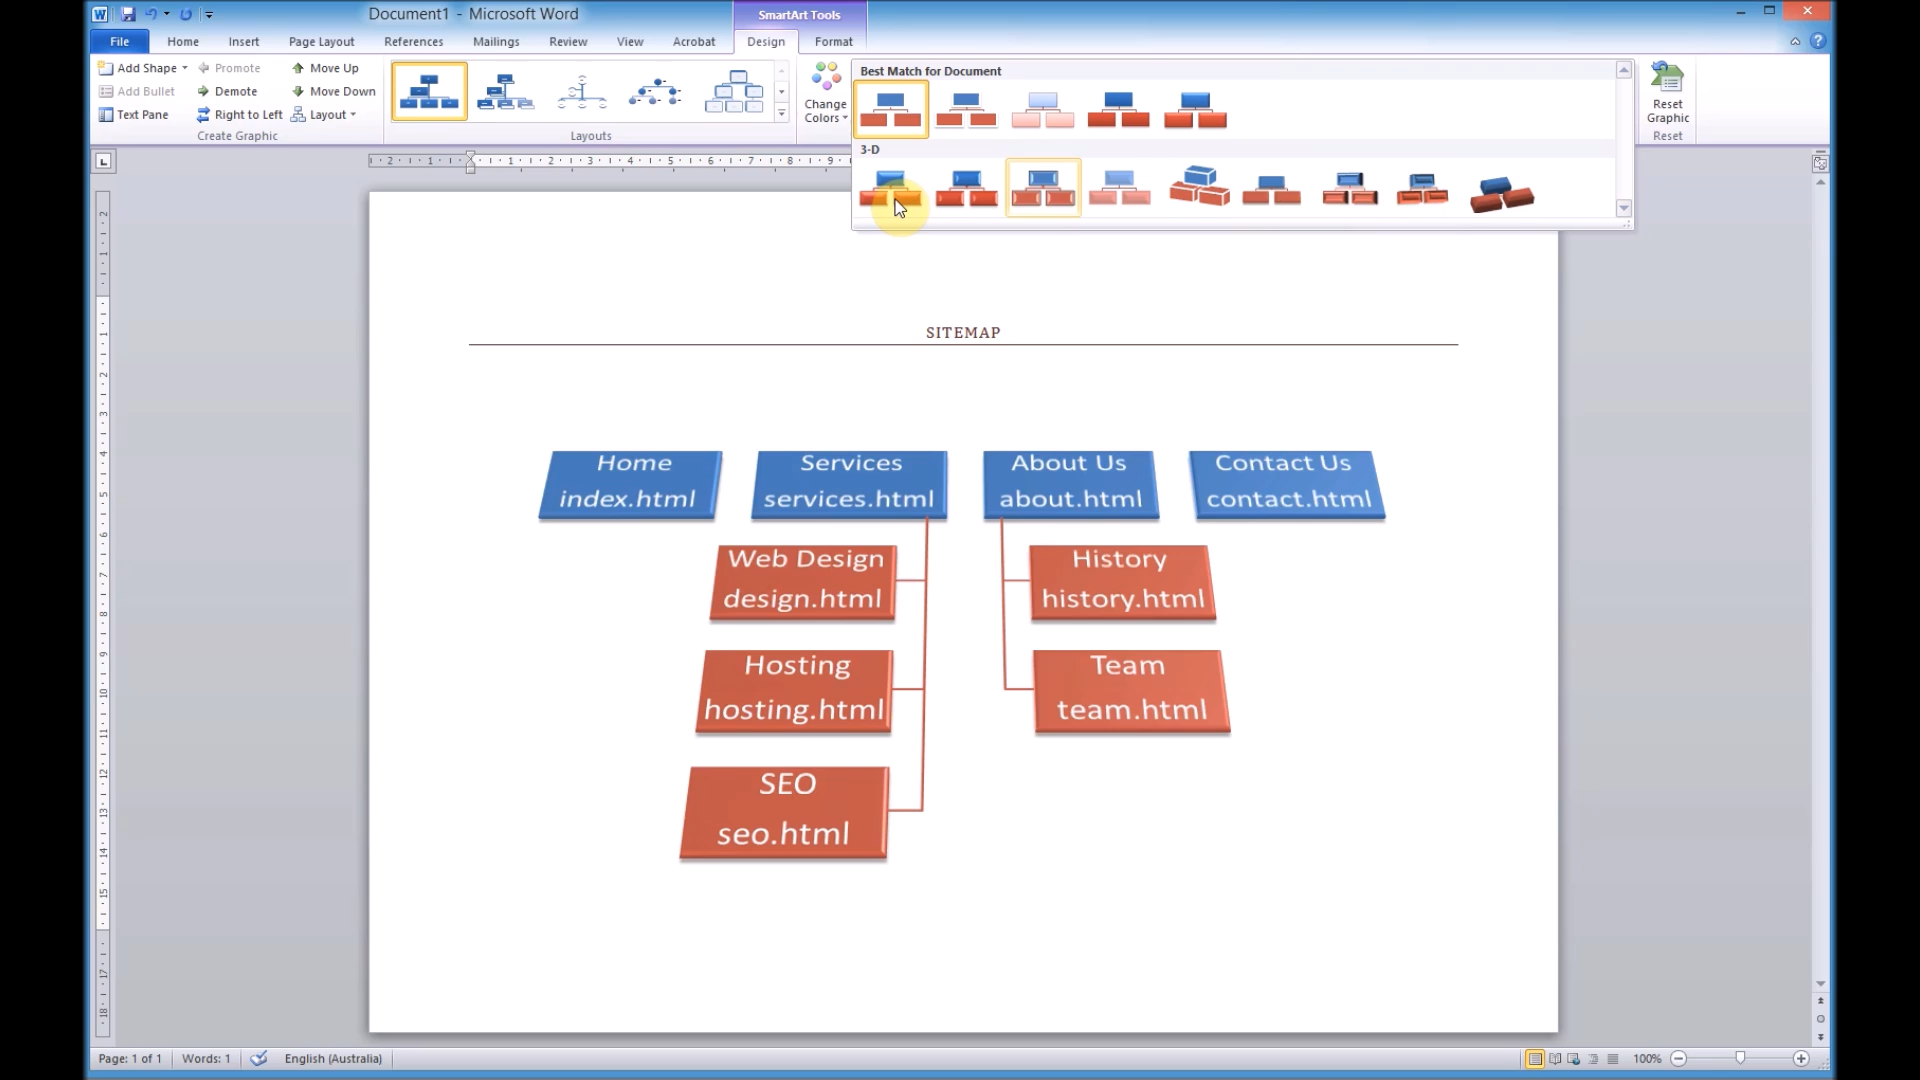 Document1 - Microsoft Word
SmartArt Tools
File Home Insert Page Layout References Mailings Review View Acrobat Design Format
Add Shape Promote Move Up
Add Bullet Demote Move Down
Text Pane Right to Left Layout
Create Graphic
Layouts
Change
Colors
Best Match for Document
3-D
Reset
Graphic
Reset
SITEMAP
Home
index.html
Services
services.html
About Us
about.html
Contact Us
contact.html
Web Design
design.html
History
history.html
Hosting
hosting.html
Team
team.html
SEO
seo.html
Page: 1 of 1 Words: 1 English (Australia) 100%